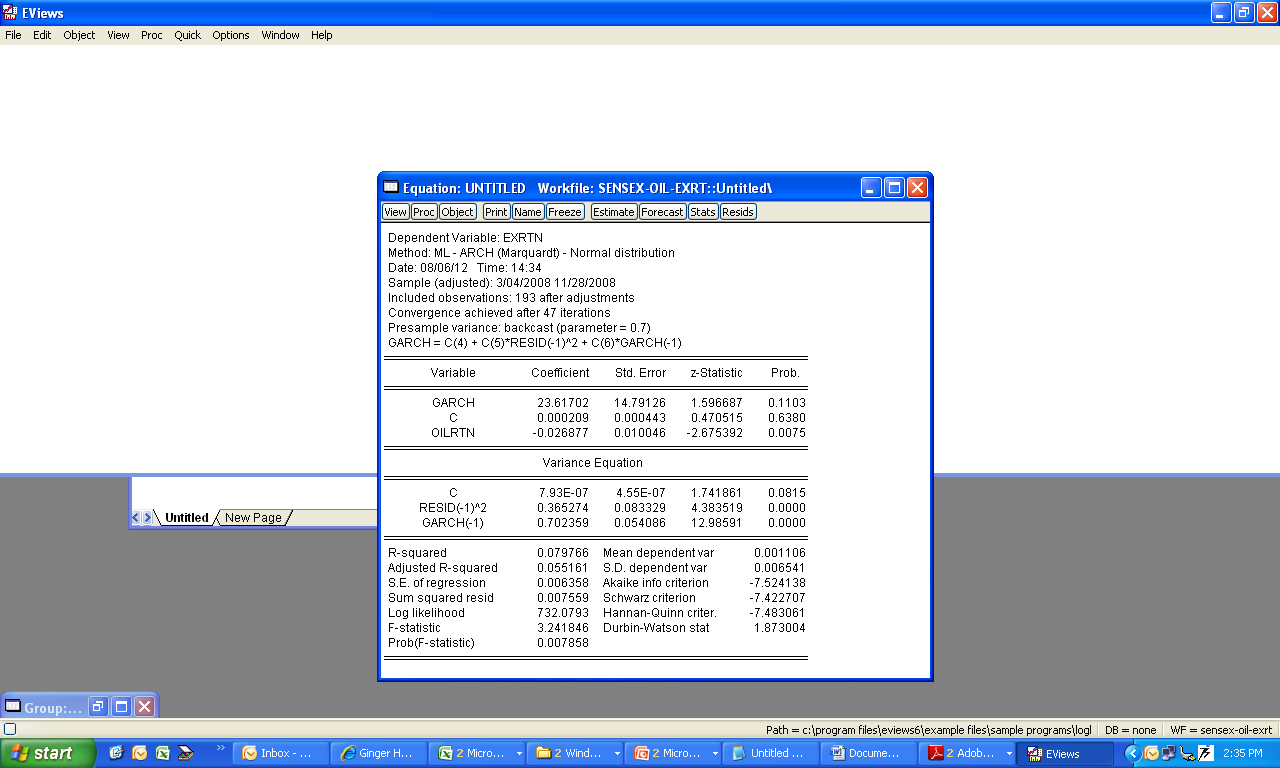 EViews
File Edit Object View Proc Quick Options Window Help
Equation: UNTITLED Workfile: SENSEX-OIL-EXRT::Untitled\
View Proc Object Print Name Freeze Estimate Forecast Stats Resids
Dependent Variable: EXRTN
Method: ML - ARCH (Marquardt) - Normal distribution
Date: 08/06/12 Time: 14:34
Sample (adjusted): 3/04/2008 11/28/2008
Included observations: 193 after adjustments
Convergence achieved after 47 iterations
Presample variance: backcast (parameter = 0.7)
GARCH = C(4) + C(5)*RESID(-1)^2 + C(6)*GARCH(-1)
Variable Coefficient Std. Error z-Statistic Prob.
GARCH 23.61702 14.79126 1.596687 0.1103
C 0.000209 0.000443 0.470515 0.6380
OILRTN -0.026877 0.010046 -2.675392 0.0075
Variance Equation
C 7.93E-07 4.55E-07 1.741861 0.0815
RESID(-1)^2 0.365274 0.083329 4.383519 0.0000
GARCH(-1) 0.702359 0.054086 12.98591 0.0000
R-squared 0.079766 Mean dependent var 0.001106
Adjusted R-squared 0.055161 S.D. dependent var 0.006541
S.E. of regression 0.006358 Akaike info criterion -7.524138
Sum squared resid 0.007559 Schwarz criterion -7.422707
Log likelihood 732.0793 Hannan-Quinn criter. -7.483061
F-statistic 3.241846 Durbin-Watson stat 1.873004
Prob(F-statistic) 0.007858
Untitled New Page
Group:...
Path = c:\program files\eviews6\example files\sample programs\logl DB = none WF = sensex-oil-exrt
start Inbox - ... Ginger H... 2 Micro... 2 Wind... 2 Micro... Untitled ... Docume... 2 Adob... EViews 2:35 PM